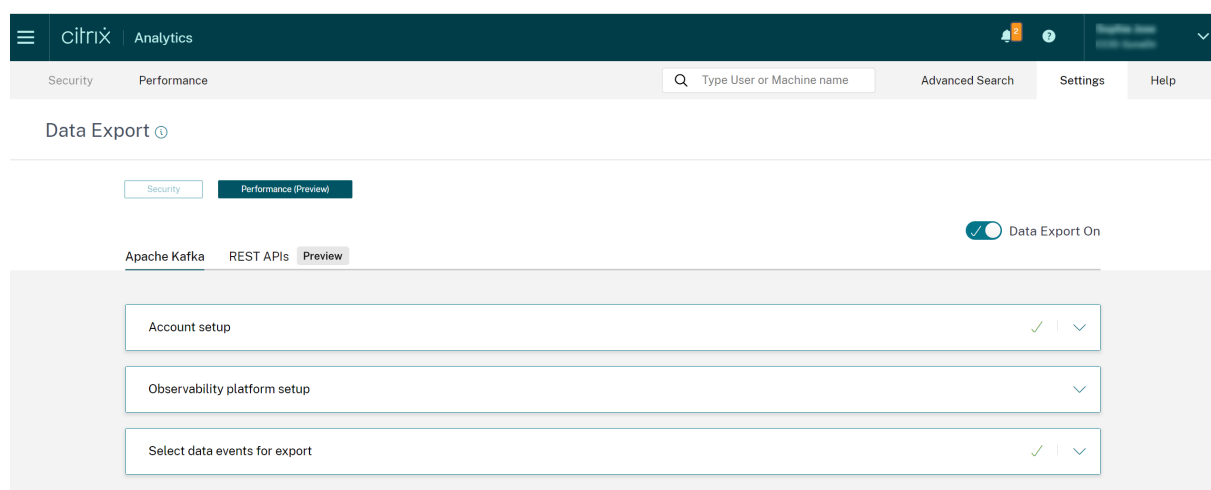 citrix | Analytics
2
?
Security
Performance
Type User or Machine name
Advanced Search
Settings
Help
Data Export
Security
Performance (Preview)
Data Export On
Apache Kafka
REST APIs
Preview
Account setup
Observability platform setup
Select data events for export